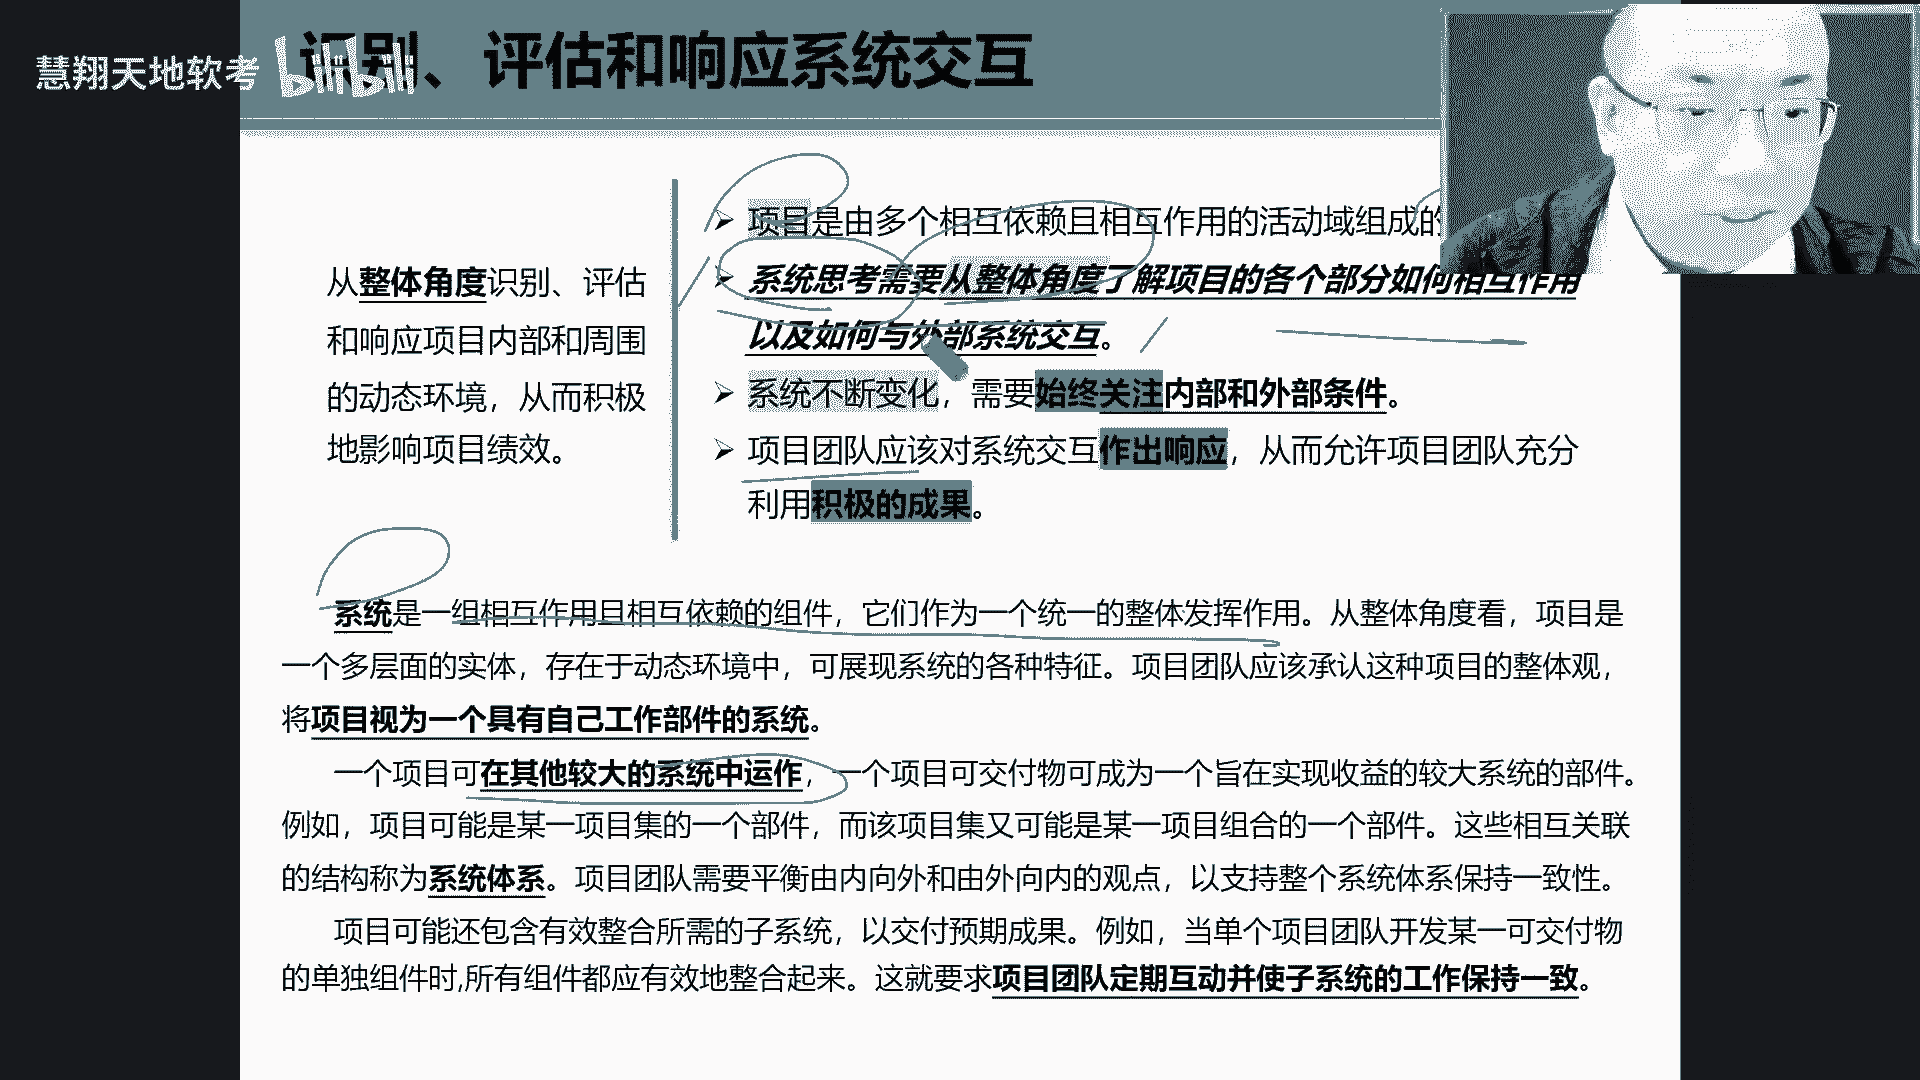 慧翔天地软考
bilibili
识别、评估和响应系统交互
从整体角度识别、评估
和响应项目内部和周围
的动态环境，从而积极
地影响项目绩效。
➢ 项目是由多个相互依赖且相互作用的活动域组成的
➢ 系统思考需要从整体角度了解项目的各个部分如何相互作用
以及如何与外部系统交互。
➢ 系统不断变化，需要始终关注内部和外部条件。
➢ 项目团队应该对系统交互作出响应，从而允许项目团队充分
利用积极的成果。
系统是一组相互作用且相互依赖的组件，它们作为一个统一的整体发挥作用。从整体角度看，项目是
一个多层面的实体，存在于动态环境中，可展现系统的各种特征。项目团队应该承认这种项目的整体观，
将项目视为一个具有自己工作部件的系统。
一个项目可在其他较大的系统中运作，一个项目可交付物可成为一个旨在实现收益的较大系统的部件。
例如，项目可能是某一项目集的一个部件，而该项目集又可能是某一项目组合的一个部件。这些相互关联
的结构称为系统体系。项目团队需要平衡由内向外和由外向内的观点，以支持整个系统体系保持一致性。
项目可能还包含有效整合所需的子系统，以交付预期成果。例如，当单个项目团队开发某一可交付物
的单独组件时,所有组件都应有效地整合起来。这就要求项目团队定期互动并使子系统的工作保持一致。